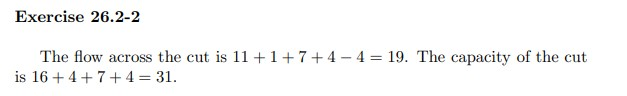 Exercise 26.2-2
The flow across the cut is 11 + 1 + 7 + 4 − 4 = 19. The capacity of the cut
is 16 + 4 + 7 + 4 = 31.